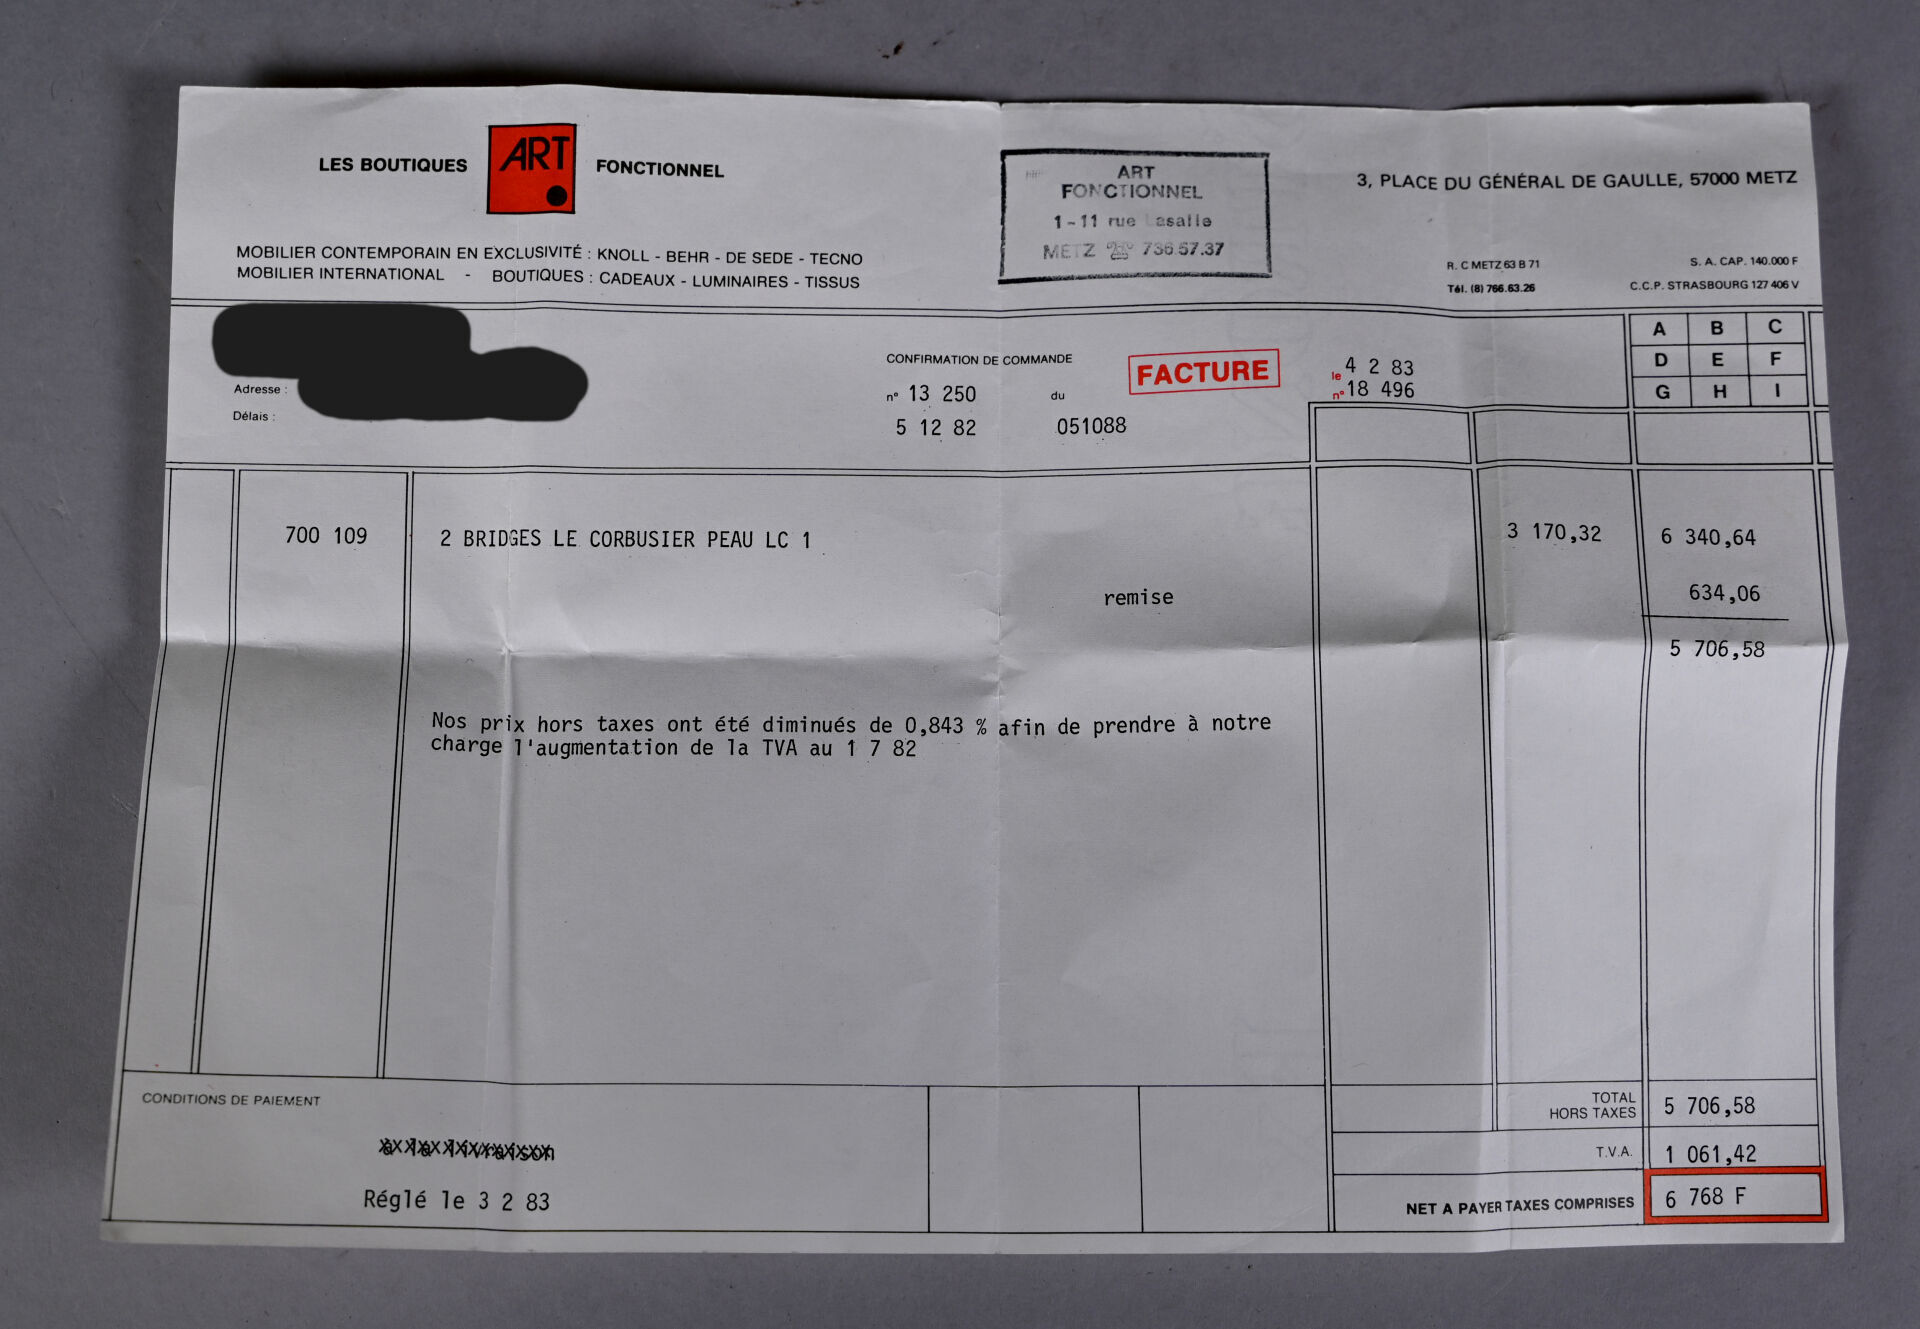 LES BOUTIQUES ART FONCTIONNEL
MOBILIER CONTEMPORAIN EN EXCLUSIVITÉ : KNOLL - BEHR - DE SEDE - TECNO
MOBILIER INTERNATIONAL - BOUTIQUES : CADEAUX - LUMINAIRES - TISSUS
ART
FONCTIONNEL
1-11 rue Lasalle
METZ ☏ 736.57.37
3, PLACE DU GÉNÉRAL DE GAULLE, 57000 METZ
R. C METZ 63 B 71
Tél. (8) 766.63.26
S. A. CAP. 140.000 F
C.C.P. STRASBOURG 127 406 V
Adresse :
Délais :
CONFIRMATION DE COMMANDE
n° 13 250 du
5 12 82 051088
FACTURE
le 4 2 83
n° 18 496
A B C
D E F
G H I
700 109 2 BRIDGES LE CORBUSIER PEAU LC 1 3 170,32 6 340,64
remise 634,06
5 706,58
Nos prix hors taxes ont été diminués de 0,843 % afin de prendre à notre
charge l'augmentation de la TVA au 1 7 82
CONDITIONS DE PAIEMENT
à la livraison
Réglé le 3 2 83
TOTAL
HORS TAXES 5 706,58
T.V.A. 1 061,42
NET A PAYER TAXES COMPRISES 6 768 F